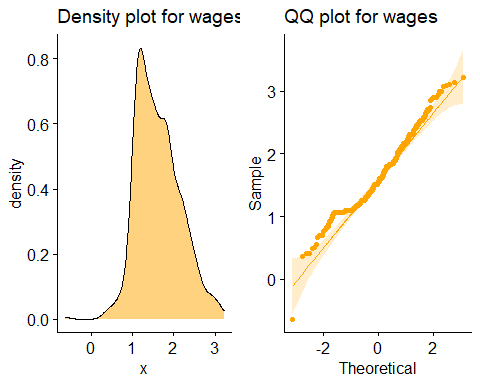 Density plot for wages
QQ plot for wages
density
0.8
0.6
0.4
0.2
0.0
0 1 2 3
x
Sample
3
2
1
0
-2 0 2
Theoretical